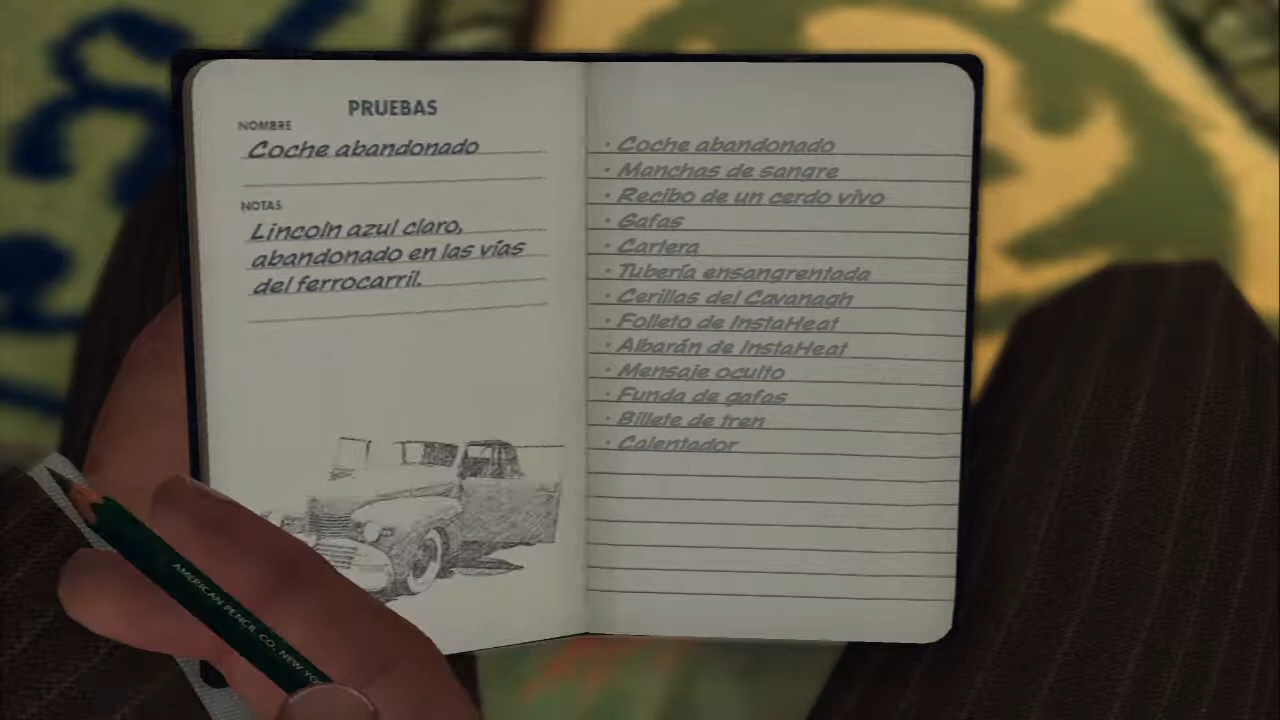 PRUEBAS
NOMBRE
Coche abandonado
NOTAS
Lincoln azul claro,
abandonado en las vías
del ferrocarril.
· Coche abandonado
· Manchas de sangre
· Recibo de un cerdo vivo
· Gafas
· Cartera
· Tubería ensangrentada
· Cerillas del Cavanagh
· Folleto de InstaHeat
· Albarán de InstaHeat
· Mensaje oculto
· Funda de gafas
· Billete de tren
· Calentador
AMERICAN PENCIL CO. NEW YO